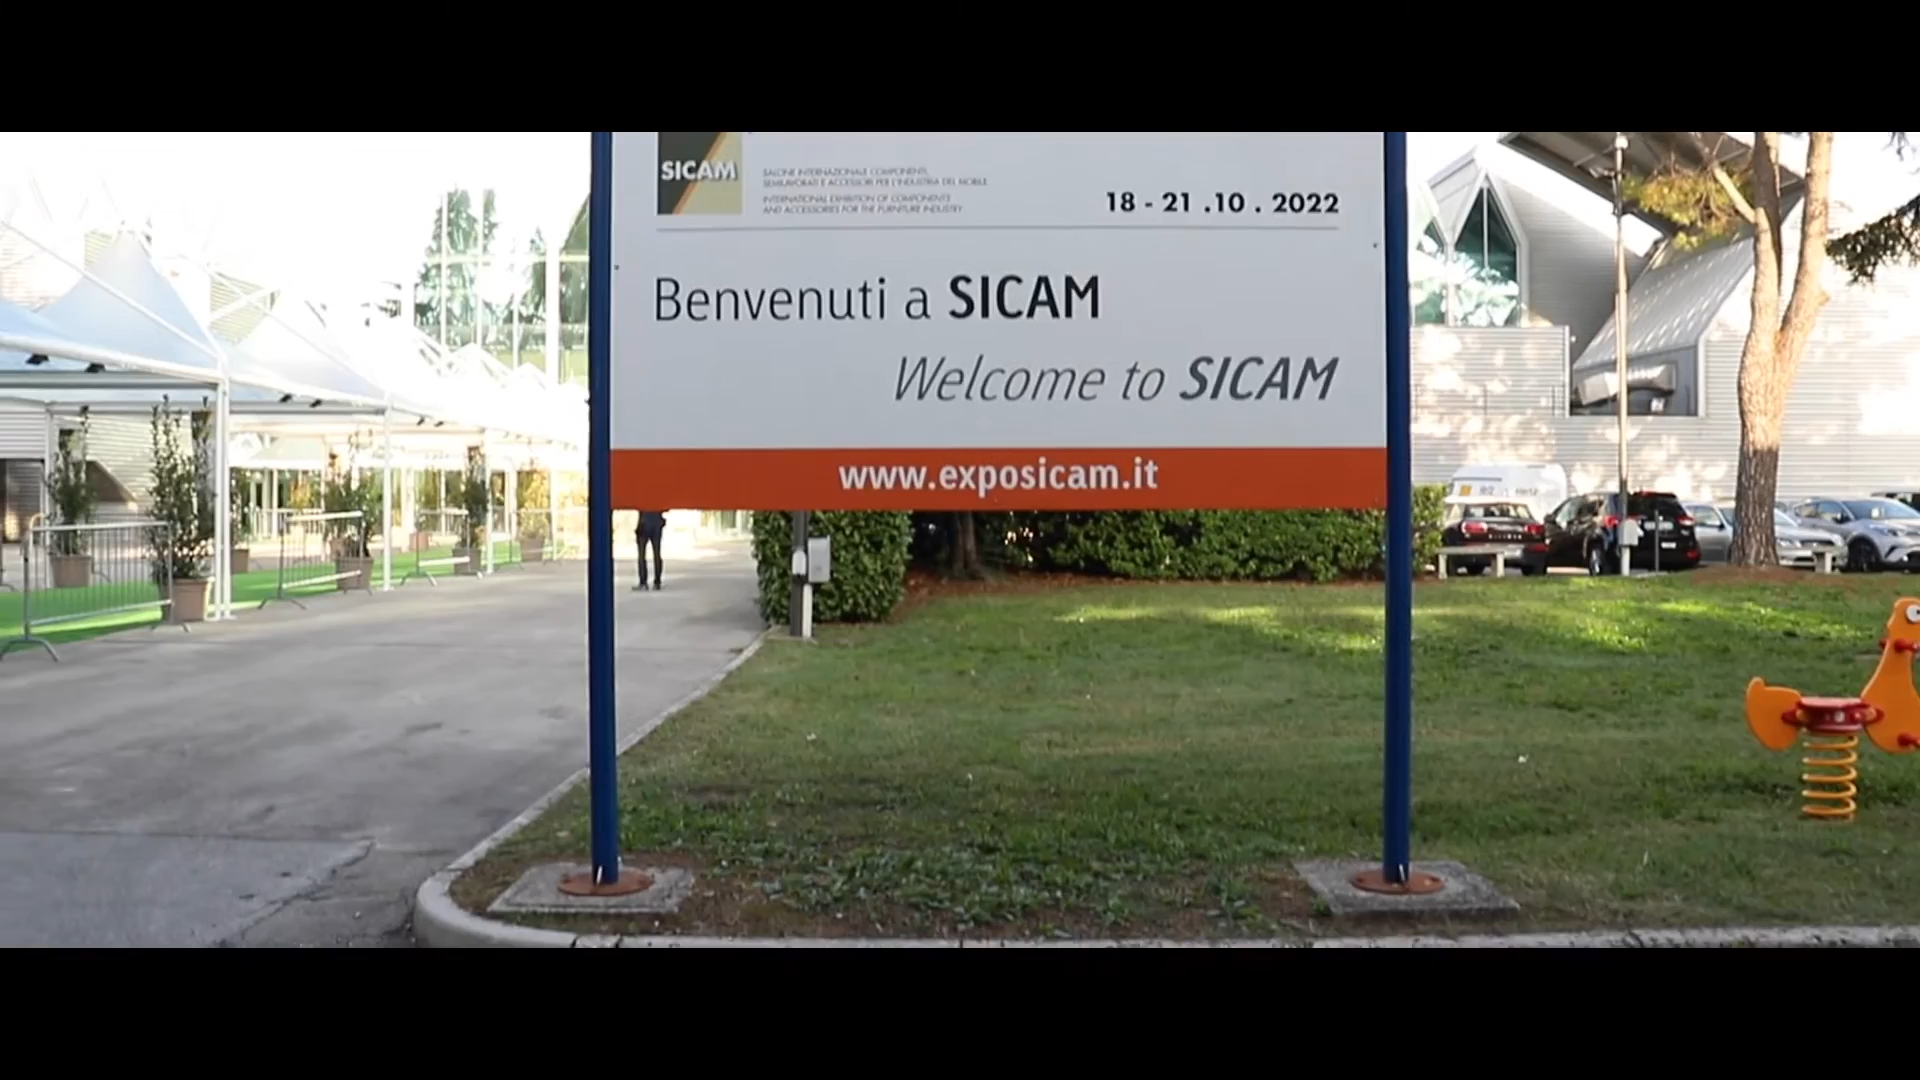 SICAM
SALONE INTERNAZIONALE COMPONENTI,
SEMILAVORATI E ACCESSORI PER L'INDUSTRIA DEL MOBILE
INTERNATIONAL EXHIBITION OF COMPONENTS
AND ACCESSORIES FOR THE FURNITURE INDUSTRY
18 - 21 .10 . 2022
Benvenuti a SICAM
Welcome to SICAM
www.exposicam.it